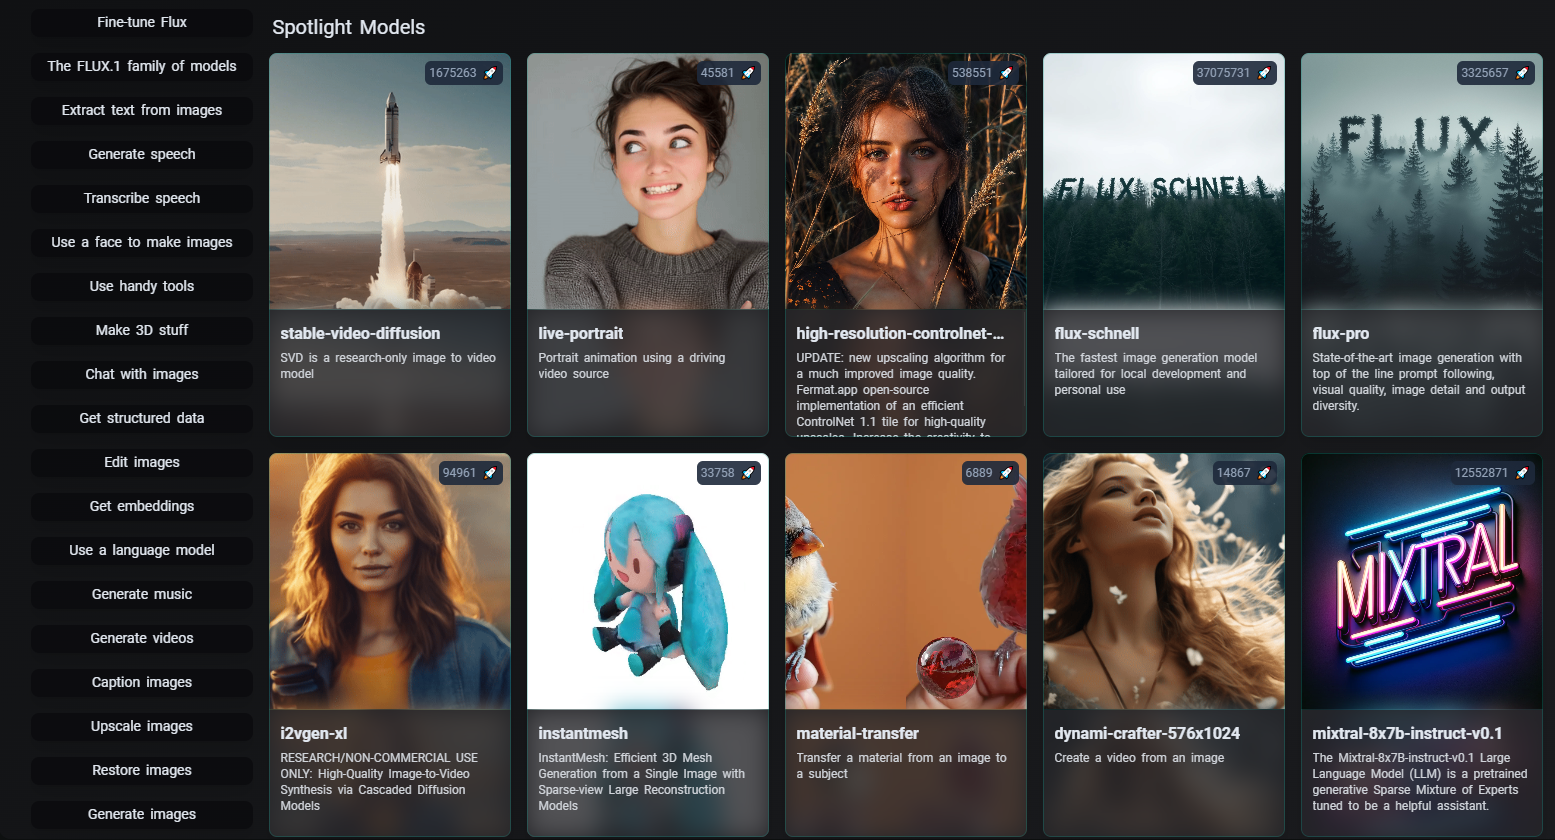 Fine-tune Flux
The FLUX.1 family of models
Extract text from images
Generate speech
Transcribe speech
Use a face to make images
Use handy tools
Make 3D stuff
Chat with images
Get structured data
Edit images
Get embeddings
Use a language model
Generate music
Generate videos
Caption images
Upscale images
Restore images
Generate images
Spotlight Models
1675263 🚀
stable-video-diffusion
SVD is a research-only image to video
model
45581 🚀
live-portrait
Portrait animation using a driving
video source
538551 🚀
high-resolution-controlnet-...
UPDATE: new upscaling algorithm for
a much improved image quality.
Fermat.app open-source
implementation of an efficient
ControlNet 1.1 tile for high-quality
upscales. Increase the creativity to
37075731 🚀
FLUX SCHNELL
flux-schnell
The fastest image generation model
tailored for local development and
personal use
3325657 🚀
FLUX
flux-pro
State-of-the-art image generation with
top of the line prompt following,
visual quality, image detail and output
diversity.
94961 🚀
i2vgen-xl
RESEARCH/NON-COMMERCIAL USE
ONLY: High-Quality Image-to-Video
Synthesis via Cascaded Diffusion
Models
33758 🚀
instantmesh
InstantMesh: Efficient 3D Mesh
Generation from a Single Image with
Sparse-view Large Reconstruction
Models
6889 🚀
material-transfer
Transfer a material from an image to
a subject
14867 🚀
dynami-crafter-576x1024
Create a video from an image
12552871 🚀
MIXTRAL
mixtral-8x7b-instruct-v0.1
The Mixtral-8x7B-instruct-v0.1 Large
Language Model (LLM) is a pretrained
generative Sparse Mixture of Experts
tuned to be a helpful assistant.